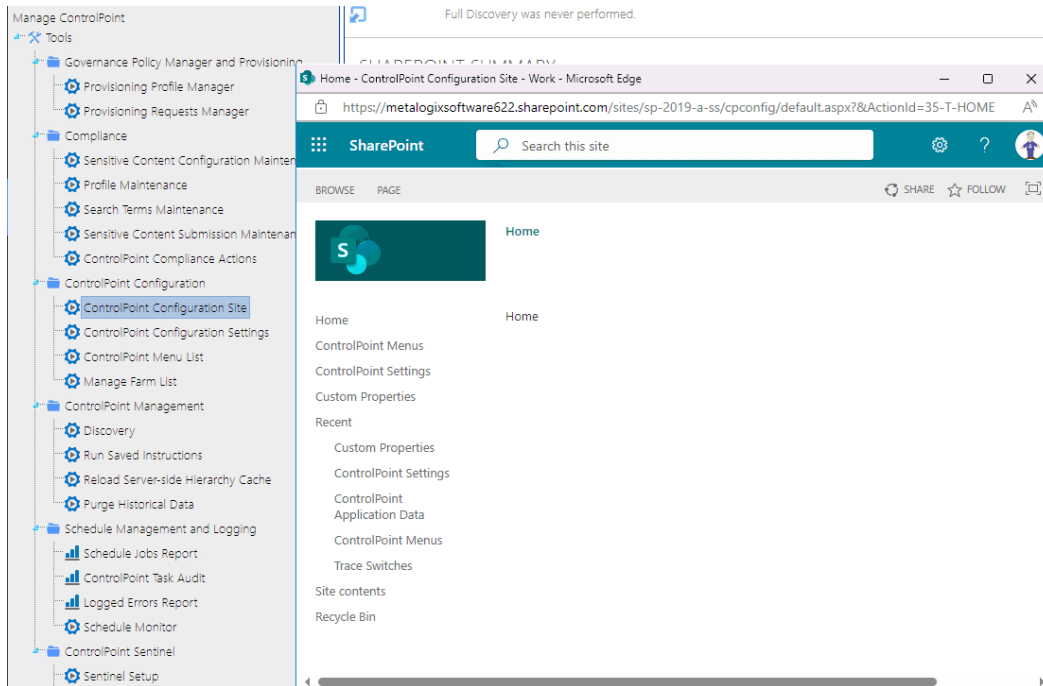 Manage ControlPoint
Tools
Governance Policy Manager and Provisioning
Provisioning Profile Manager
Provisioning Requests Manager
Compliance
Sensitive Content Configuration Mainten
Profile Maintenance
Search Terms Maintenance
Sensitive Content Submission Maintenan
ControlPoint Compliance Actions
ControlPoint Configuration
ControlPoint Configuration Site
ControlPoint Configuration Settings
ControlPoint Menu List
Manage Farm List
ControlPoint Management
Discovery
Run Saved Instructions
Reload Server-side Hierarchy Cache
Purge Historical Data
Schedule Management and Logging
Schedule Jobs Report
ControlPoint Task Audit
Logged Errors Report
Schedule Monitor
ControlPoint Sentinel
Sentinel Setup
Full Discovery was never performed.
SHAREPOINT SUMMARY
Home - ControlPoint Configuration Site - Work - Microsoft Edge
https://metalogixsoftware622.sharepoint.com/sites/sp-2019-a-ss/cpconfig/default.aspx?&ActionId=35-T-HOME
SharePoint
Search this site
BROWSE PAGE
SHARE FOLLOW
S
Home
Home
ControlPoint Menus
ControlPoint Settings
Custom Properties
Recent
Custom Properties
ControlPoint Settings
ControlPoint
Application Data
ControlPoint Menus
Trace Switches
Site contents
Recycle Bin
Home